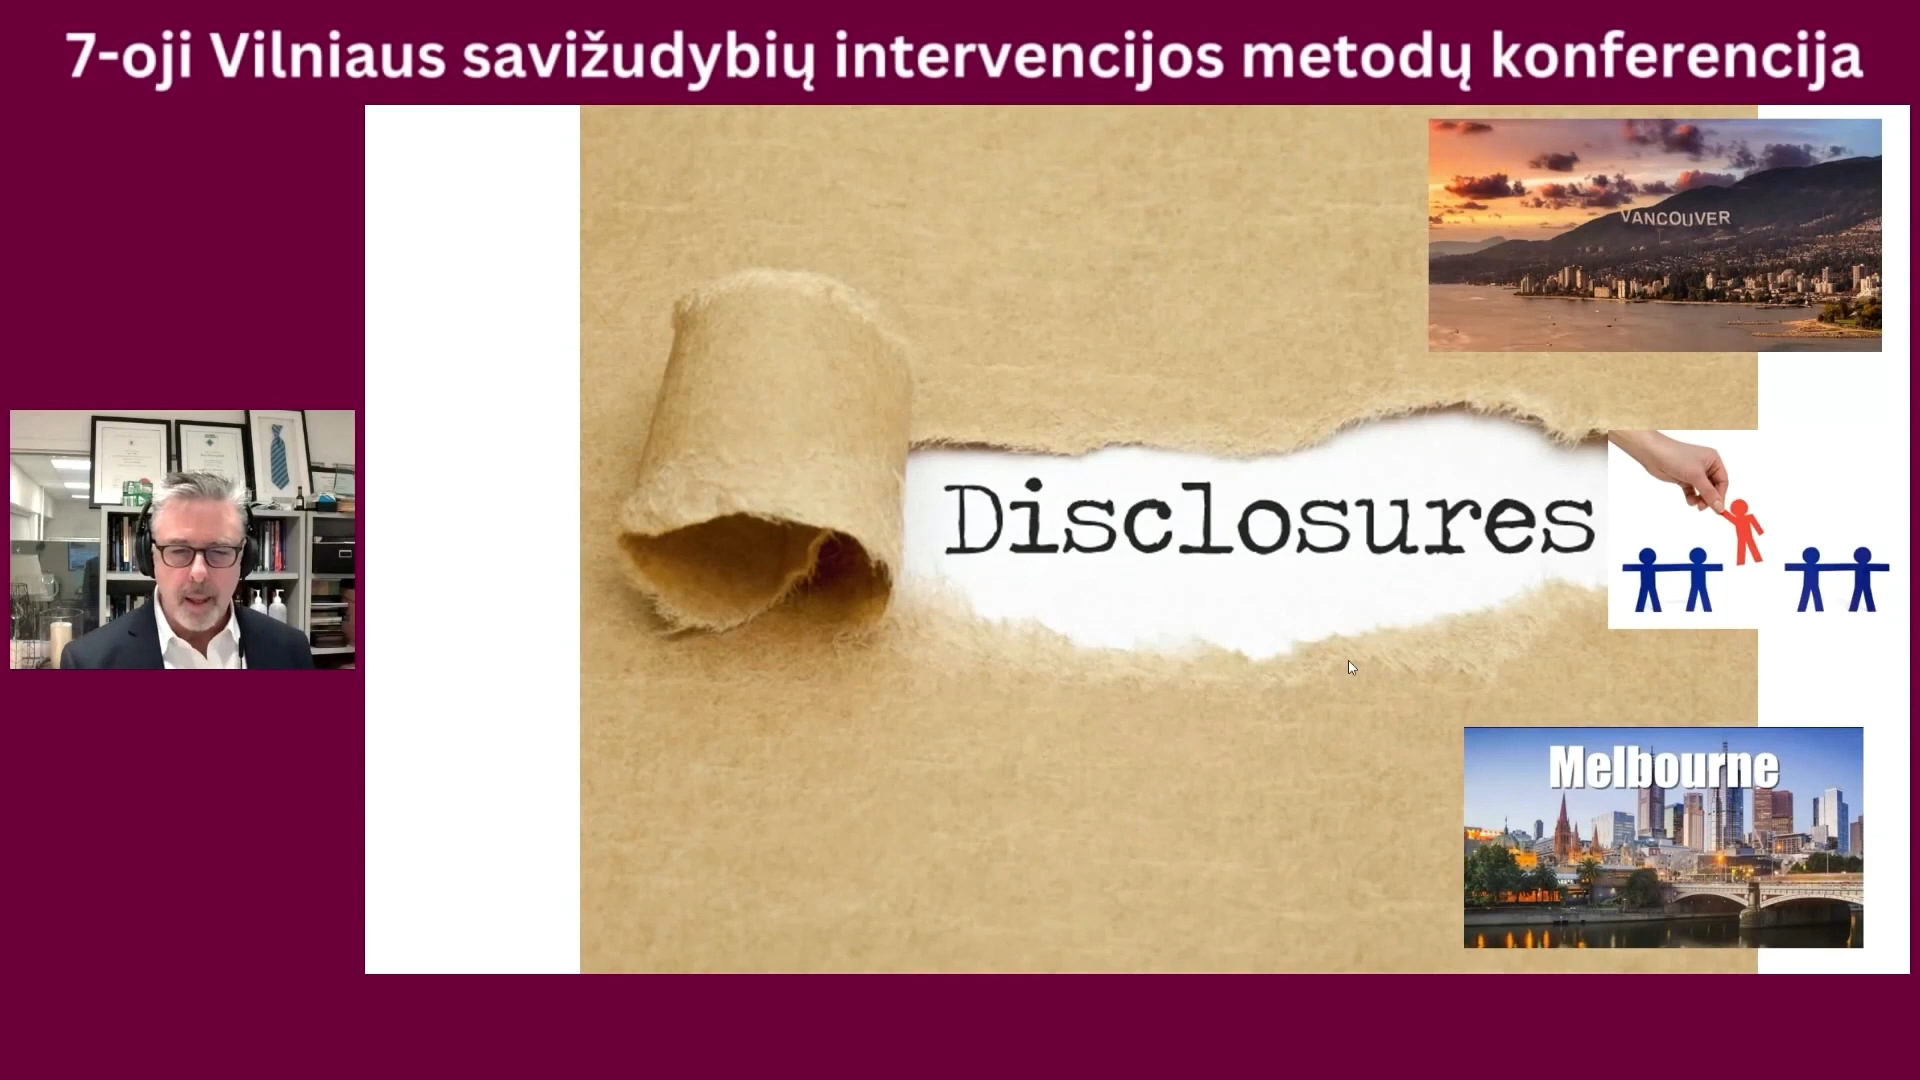 7-oji Vilniaus savižudybių intervencijos metodų konferencija
VANCOUVER
Disclosures
Melbourne